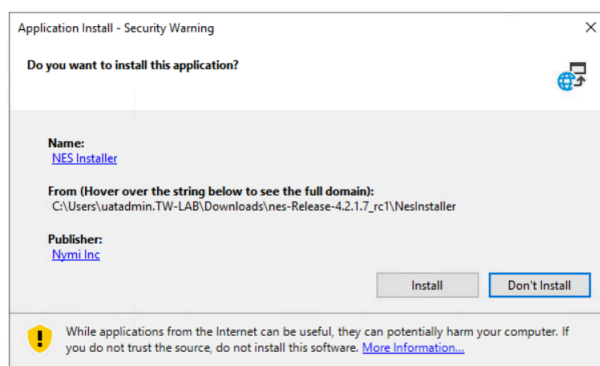 Application Install - Security Warning
Do you want to install this application?
Name:
NES Installer
From (Hover over the string below to see the full domain):
C:\Users\uatadmin.TW-LAB\Downloads\nes-Release-4.2.1.7_rc1\NesInstaller
Publisher:
Nymi Inc
Install
Don't Install
While applications from the Internet can be useful, they can potentially harm your computer. If
you do not trust the source, do not install this software. More Information...